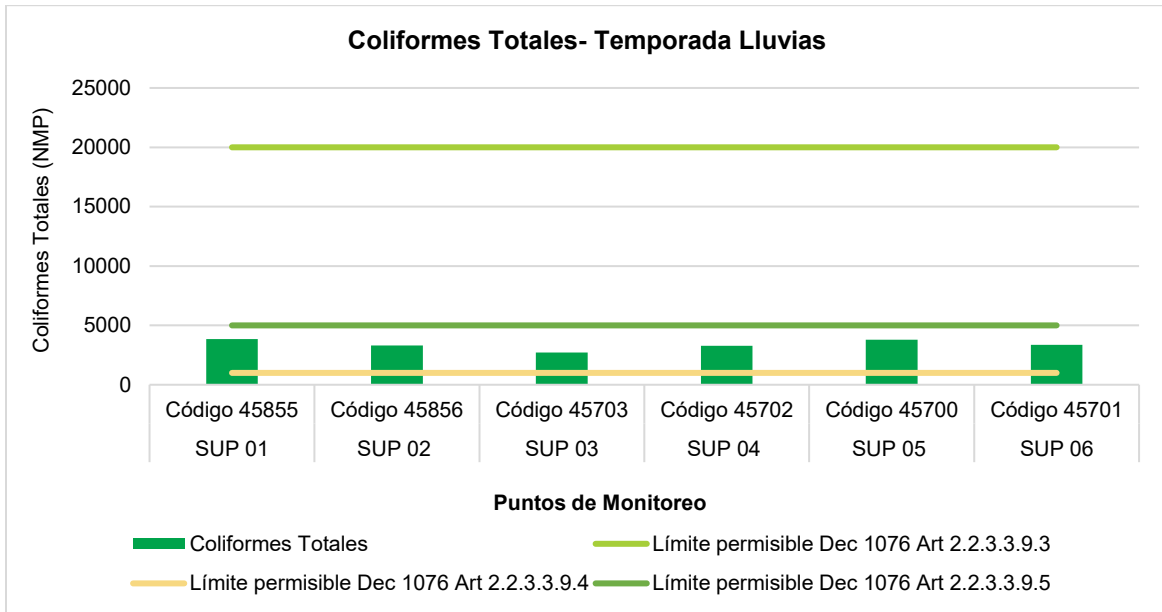 Coliformes Totales- Temporada Lluvias
Coliformes Totales (NMP)
25000
20000
15000
10000
5000
0
Código 45855 Código 45856 Código 45703 Código 45702 Código 45700 Código 45701
SUP 01 SUP 02 SUP 03 SUP 04 SUP 05 SUP 06
Puntos de Monitoreo
Coliformes Totales Límite permisible Dec 1076 Art 2.2.3.3.9.3
Límite permisible Dec 1076 Art 2.2.3.3.9.4 Límite permisible Dec 1076 Art 2.2.3.3.9.5